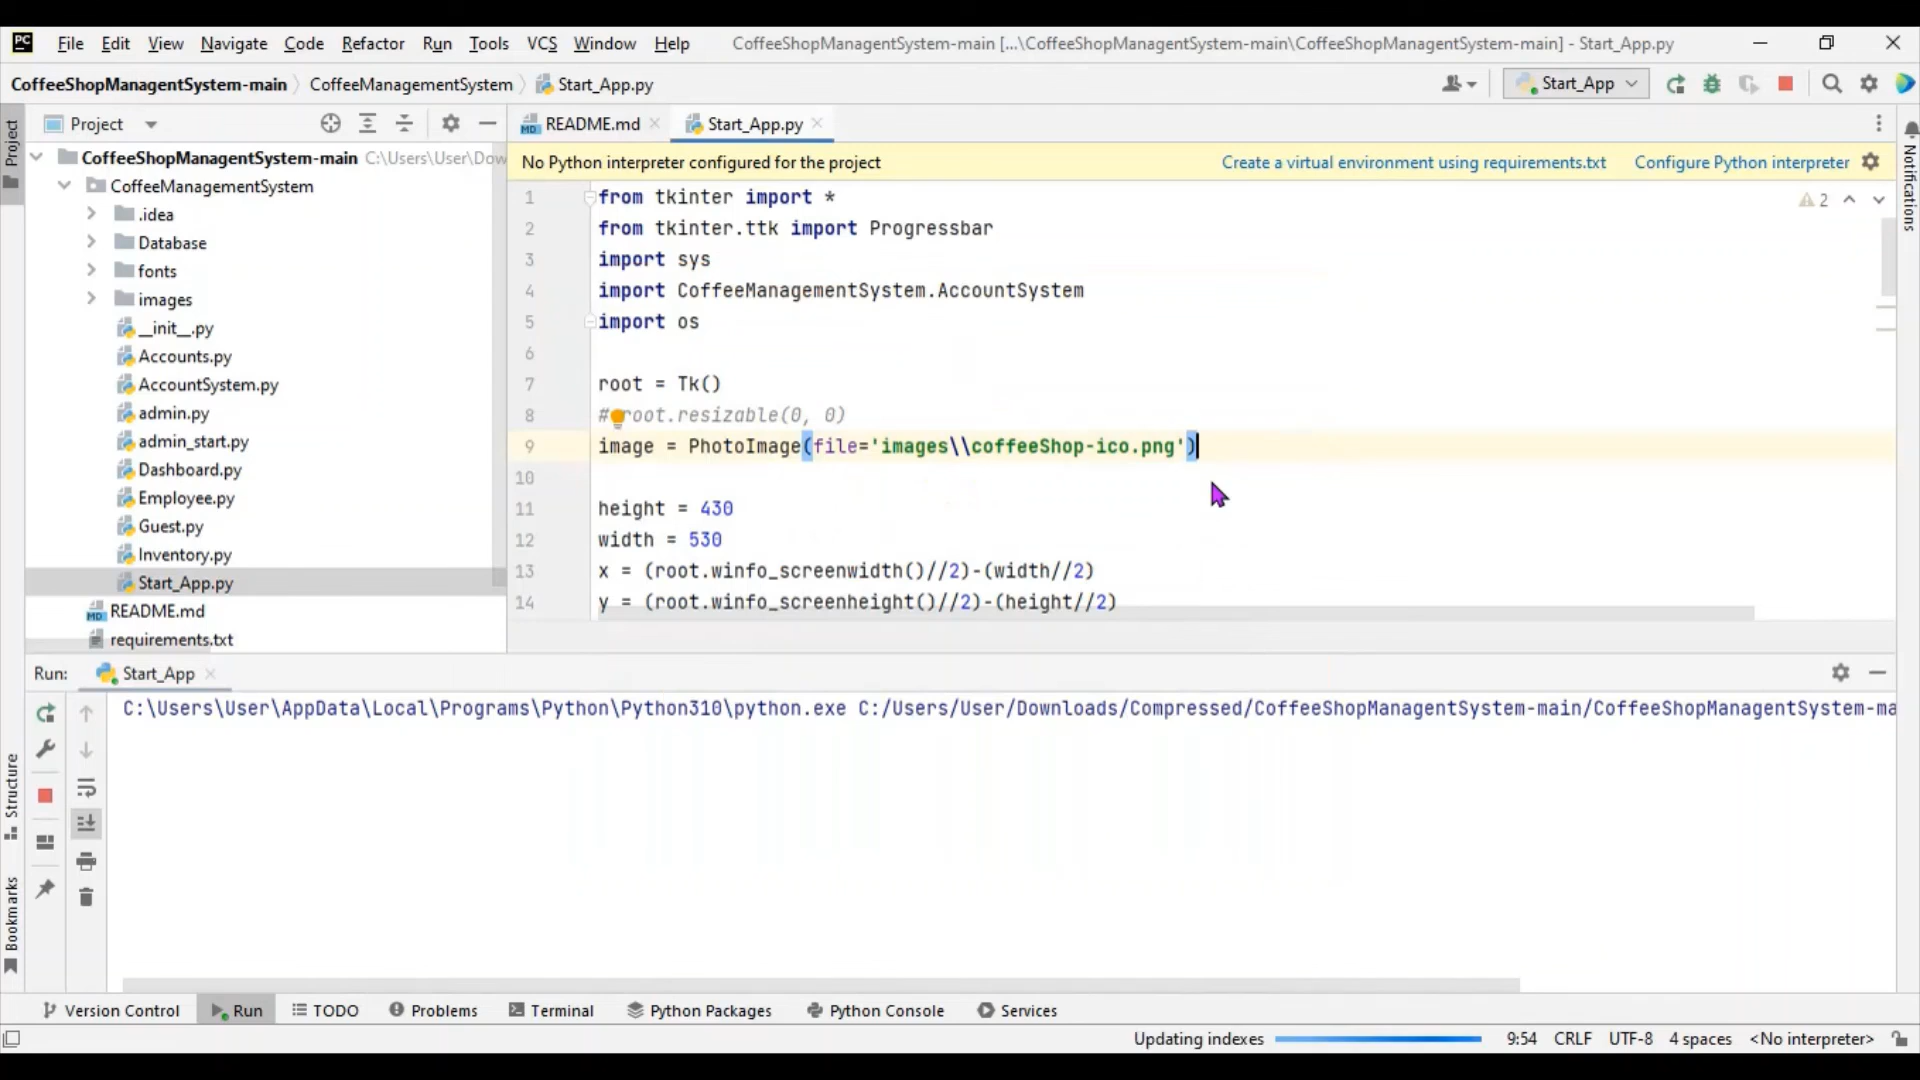 PC File Edit View Navigate Code Refactor Run Tools VCS Window Help CoffeeShopManagentSystem-main [...\CoffeeShopManagentSystem-main\CoffeeShopManagentSystem-main] - Start_App.py
CoffeeShopManagentSystem-main CoffeeManagementSystem Start_App.py Start_App
Project
Project
README.md Start_App.py
CoffeeShopManagentSystem-main C:\Users\User\Dow
No Python interpreter configured for the project Create a virtual environment using requirements.txt Configure Python interpreter
Notifications
CoffeeManagementSystem
.idea
Database
fonts
images
__init__.py
Accounts.py
AccountSystem.py
admin.py
admin_start.py
Dashboard.py
Employee.py
Guest.py
Inventory.py
Start_App.py
MD README.md
requirements.txt
1 from tkinter import *
2
2 from tkinter.ttk import Progressbar
3 import sys
4 import CoffeeManagementSystem.AccountSystem
5 import os
6
7 root = Tk()
8 # root.resizable(0, 0)
9 image = PhotoImage(file='images\\coffeeShop-ico.png')
10
11 height = 430
12 width = 530
13 x = (root.winfo_screenwidth()//2)-(width//2)
14 y = (root.winfo_screenheight()//2)-(height//2)
Run: Start_App
C:\Users\User\AppData\Local\Programs\Python\Python310\python.exe C:/Users/User/Downloads/Compressed/CoffeeShopManagentSystem-main/CoffeeShopManagentSystem-ma
Structure
Bookmarks
Version Control Run TODO Problems Terminal Python Packages Python Console Services
Updating indexes 9:54 CRLF UTF-8 4 spaces <No interpreter>